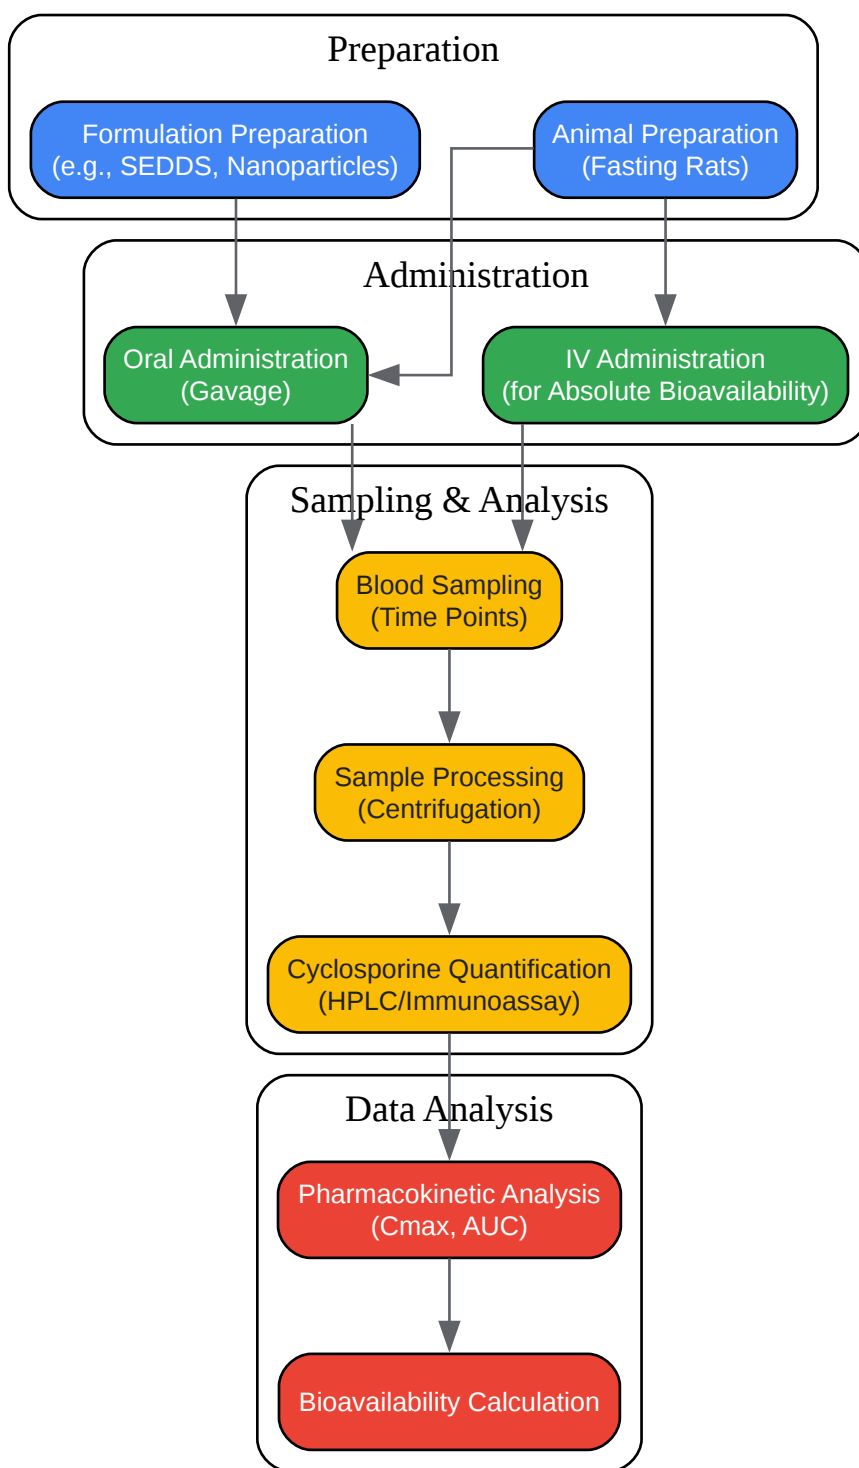 Preparation
Formulation Preparation
(e.g., SEDDS, Nanoparticles)
Animal Preparation
(Fasting Rats)
Administration
Oral Administration
(Gavage)
IV Administration
(for Absolute Bioavailability)
Sampling & Analysis
Blood Sampling
(Time Points)
Sample Processing
(Centrifugation)
Cyclosporine Quantification
(HPLC/Immunoassay)
Data Analysis
Pharmacokinetic Analysis
(Cmax, AUC)
Bioavailability Calculation